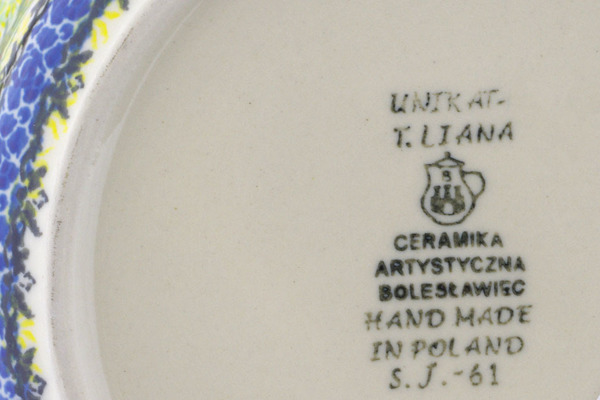 UNIKAT-
T. LIANA
B
CERAMIKA
ARTYSTYCZNA
BOLESŁAWIEC
HAND MADE
IN POLAND
S.J.-61